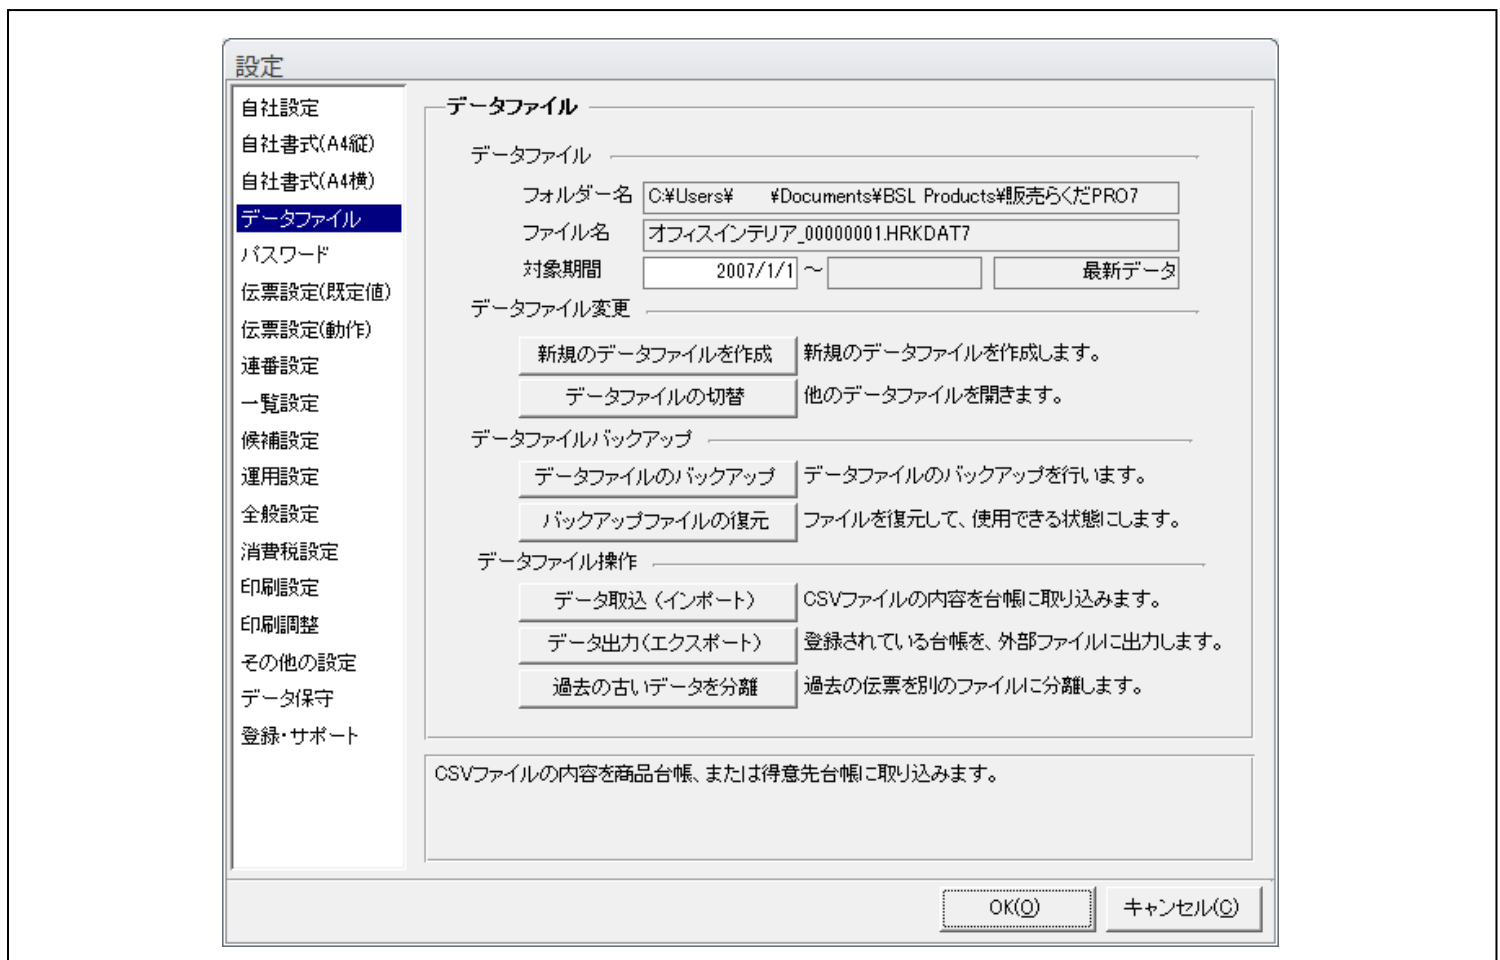 設定
自社設定
自社書式(A4縦)
自社書式(A4横)
データファイル
パスワード
伝票設定(既定値)
伝票設定(動作)
連番設定
一覧設定
候補設定
運用設定
全般設定
消費税設定
印刷設定
印刷調整
その他の設定
データ保守
登録・サポート
データファイル
データファイル
フォルダー名 C:¥Users¥ ¥Documents¥BSL Products¥販売らくだPRO7
ファイル名 オフィスインテリア_00000001.HRKDAT7
対象期間 2007/1/1 ～ 最新データ
データファイル変更
新規のデータファイルを作成 新規のデータファイルを作成します。
データファイルの切替 他のデータファイルを開きます。
データファイルバックアップ
データファイルのバックアップ データファイルのバックアップを行います。
バックアップファイルの復元 ファイルを復元して、使用できる状態にします。
データファイル操作
データ取込（インポート） CSVファイルの内容を台帳に取り込みます。
データ出力(エクスポート) 登録されている台帳を、外部ファイルに出力します。
過去の古いデータを分離 過去の伝票を別のファイルに分離します。
CSVファイルの内容を商品台帳、または得意先台帳に取り込みます。
OK(O) キャンセル(C)